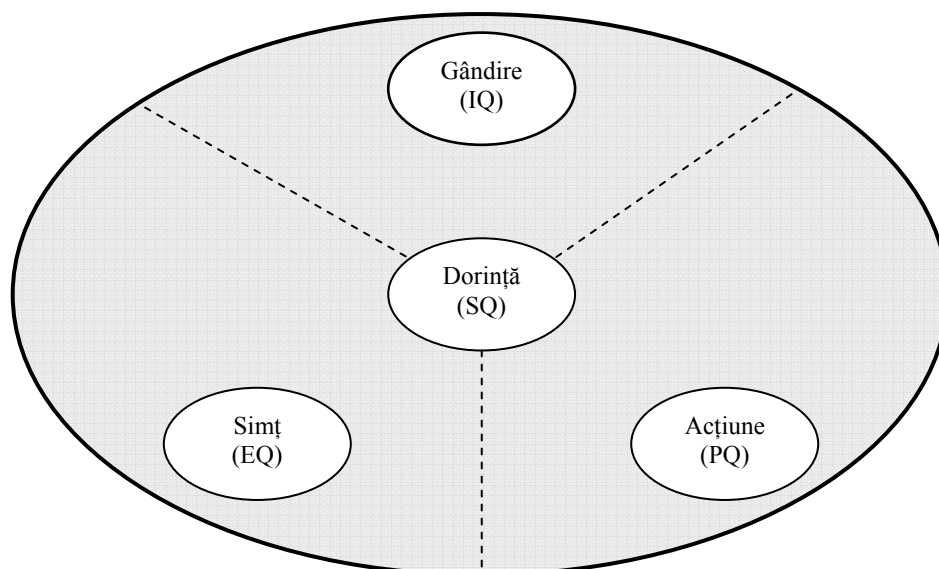 Gândire
(IQ)
Dorință
(SQ)
Simț
(EQ)
Acțiune
(PQ)